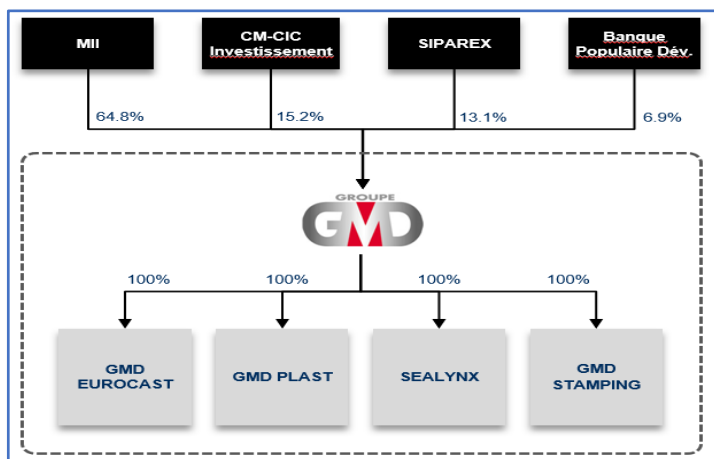 MII
CM-CIC
Investissement
SIPAREX
Banque
Populaire Dév.
64.8%
15.2%
13.1%
6.9%
GROUPE
GMD
100%
100%
100%
100%
GMD
EUROCAST
GMD PLAST
SEALYNX
GMD
STAMPING